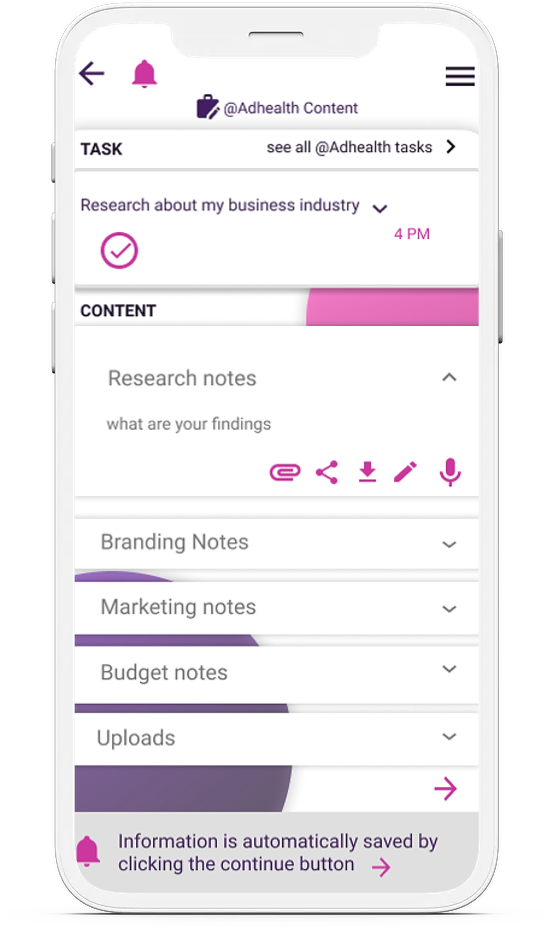 @Adhealth Content
TASK
see all @Adhealth tasks
Research about my business industry
4 PM
CONTENT
Research notes
what are your findings
Branding Notes
Marketing notes
Budget notes
Uploads
Information is automatically saved by
clicking the continue button